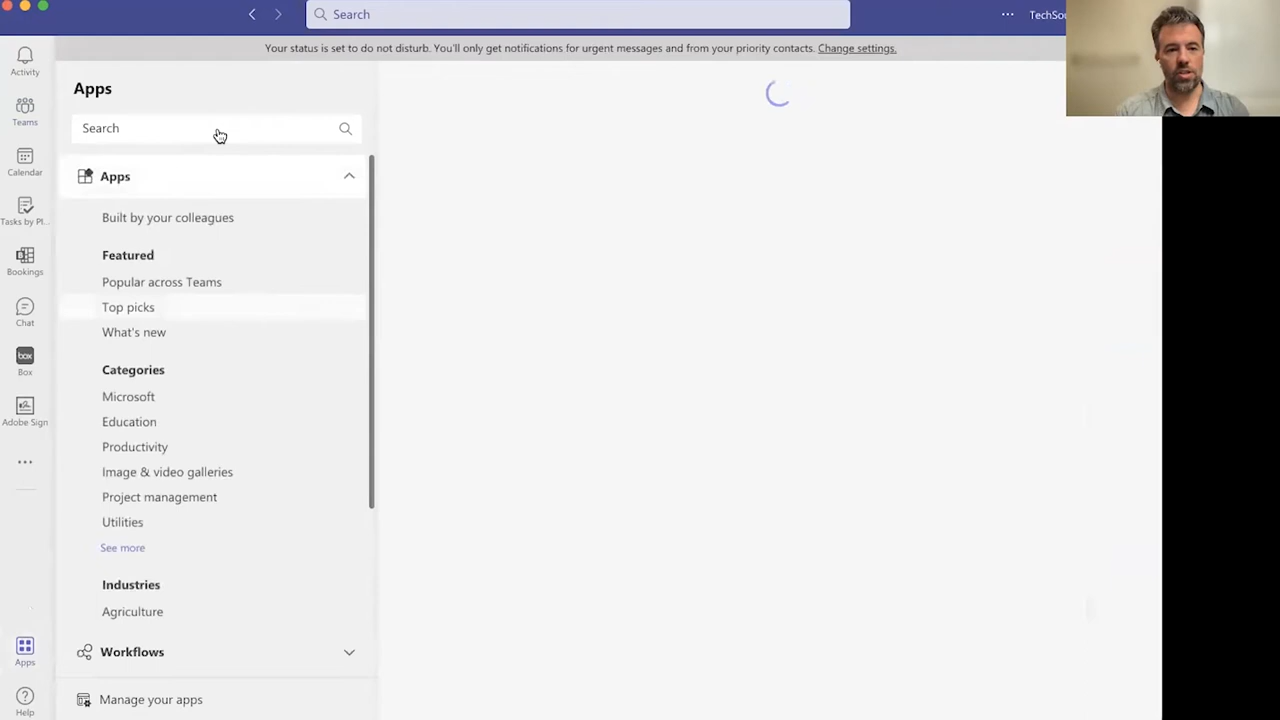 Search
TechSou
Your status is set to do not disturb. You'll only get notifications for urgent messages and from your priority contacts. Change settings.
Activity
Teams
Calendar
Tasks by Pl...
Bookings
Chat
box
Box
Adobe Sign
Apps
Help
Apps
Search
Apps
Built by your colleagues
Featured
Popular across Teams
Top picks
What's new
Categories
Microsoft
Education
Productivity
Image & video galleries
Project management
Utilities
See more
Industries
Agriculture
Workflows
Manage your apps